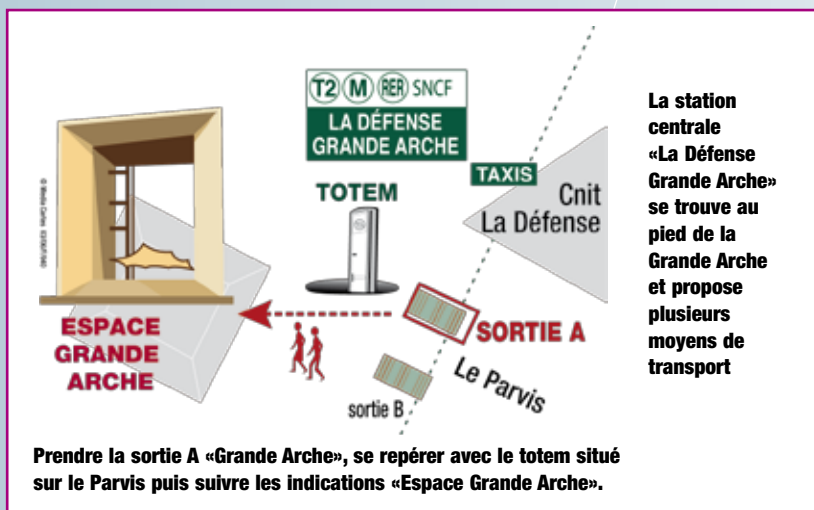 T2 M RER SNCF
LA DÉFENSE
GRANDE ARCHE
TAXIS
Cnit
La Défense
TOTEM
SORTIE A
ESPACE
GRANDE
ARCHE
Le Parvis
sortie B
La station
centrale
«La Défense
Grande Arche»
se trouve au
pied de la
Grande Arche
et propose
plusieurs
moyens de
transport
Prendre la sortie A «Grande Arche», se repérer avec le totem situé
sur le Parvis puis suivre les indications «Espace Grande Arche».